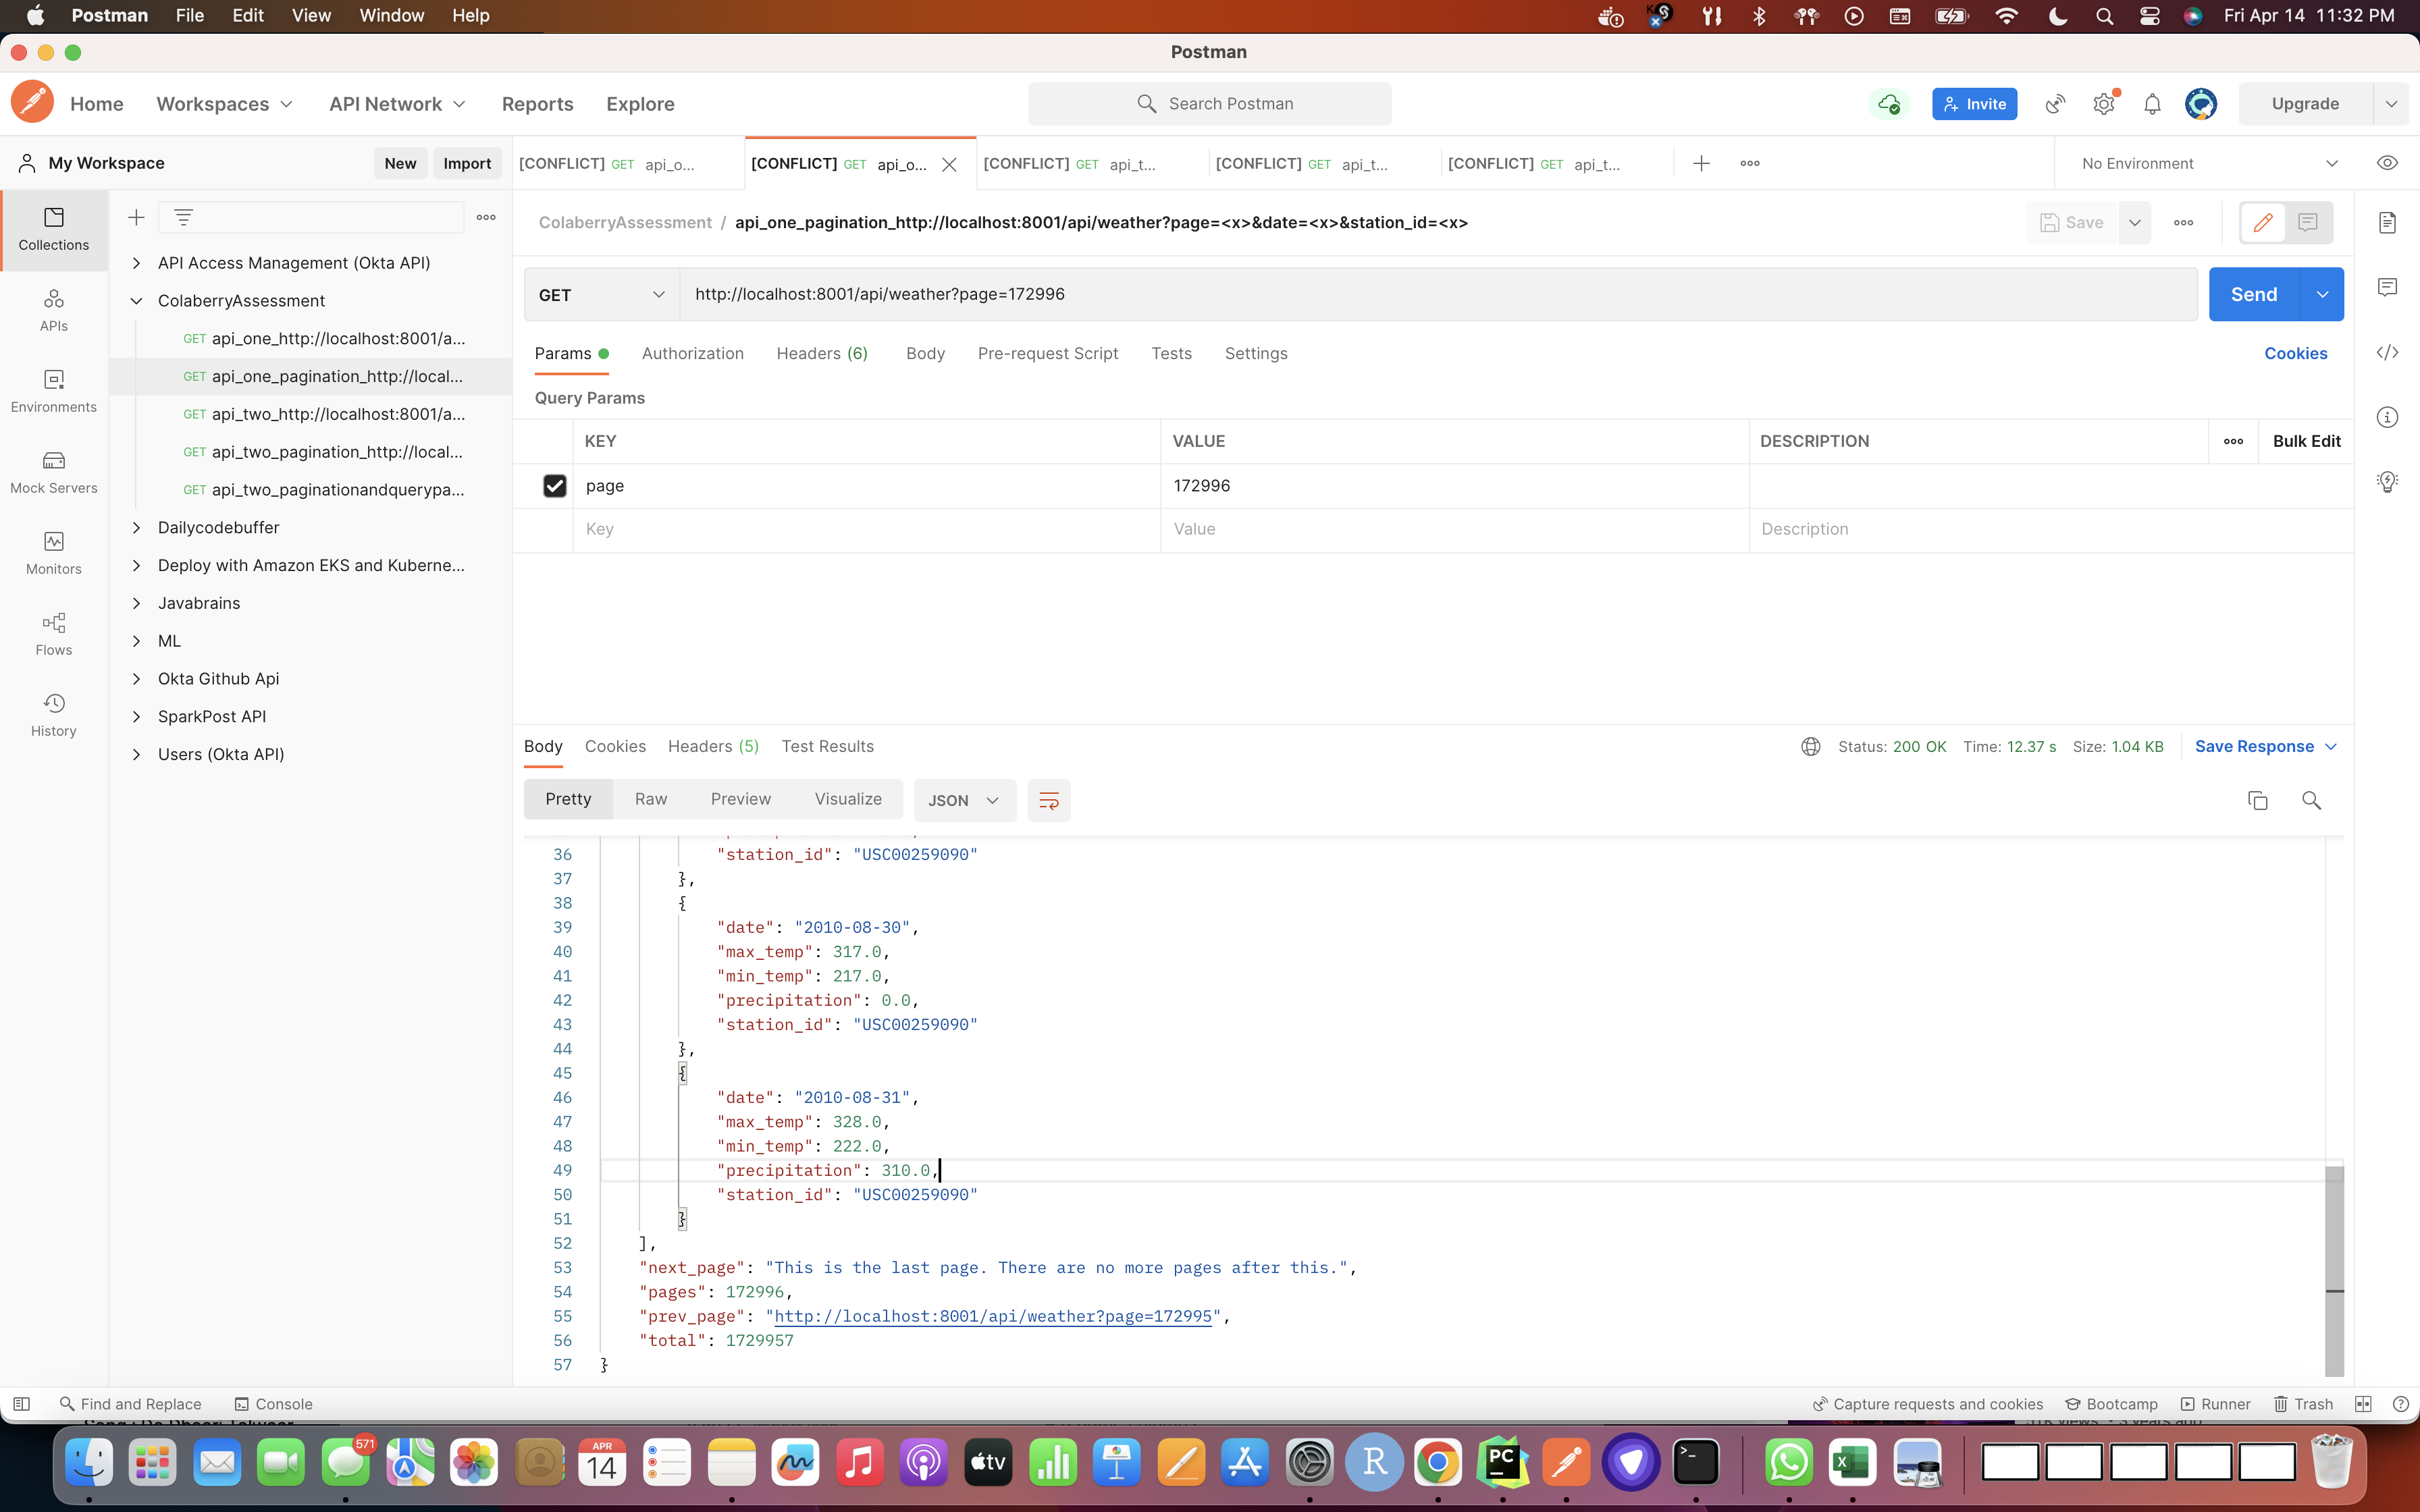 Postman File Edit View Window Help
Fri Apr 14 11:32 PM
Postman
Home Workspaces API Network Reports Explore
Search Postman
Invite
Upgrade
My Workspace
New Import
[CONFLICT] GET api_o...
[CONFLICT] GET api_o...
[CONFLICT] GET api_t...
[CONFLICT] GET api_t...
[CONFLICT] GET api_t...
No Environment
Collections
APIs
Environments
Mock Servers
Monitors
Flows
History
API Access Management (Okta API)
ColaberryAssessment
GET api_one_http://localhost:8001/a...
GET api_one_pagination_http://local...
GET api_two_http://localhost:8001/a...
GET api_two_pagination_http://local...
GET api_two_paginationandquerypa...
Dailycodebuffer
Deploy with Amazon EKS and Kuberne...
Javabrains
ML
Okta Github Api
SparkPost API
Users (Okta API)
ColaberryAssessment / api_one_pagination_http://localhost:8001/api/weather?page=<x>&date=<x>&station_id=<x>
Save
GET http://localhost:8001/api/weather?page=172996
Send
Params Authorization Headers (6) Body Pre-request Script Tests Settings
Cookies
Query Params
KEY VALUE DESCRIPTION Bulk Edit
page 172996
Key Value Description
Body Cookies Headers (5) Test Results
Status: 200 OK Time: 12.37 s Size: 1.04 KB Save Response
Pretty Raw Preview Visualize JSON
36 "station_id": "USC00259090"
37 },
38 {
39 "date": "2010-08-30",
40 "max_temp": 317.0,
41 "min_temp": 217.0,
42 "precipitation": 0.0,
43 "station_id": "USC00259090"
44 },
45 {
46 "date": "2010-08-31",
47 "max_temp": 328.0,
48 "min_temp": 222.0,
49 "precipitation": 310.0,
50 "station_id": "USC00259090"
51 }
52 ],
53 "next_page": "This is the last page. There are no more pages after this.",
54 "pages": 172996,
55 "prev_page": "http://localhost:8001/api/weather?page=172995",
56 "total": 1729957
57 }
Find and Replace Console
Capture requests and cookies Bootcamp Runner Trash
571
APR
14
tv
R
PC
X